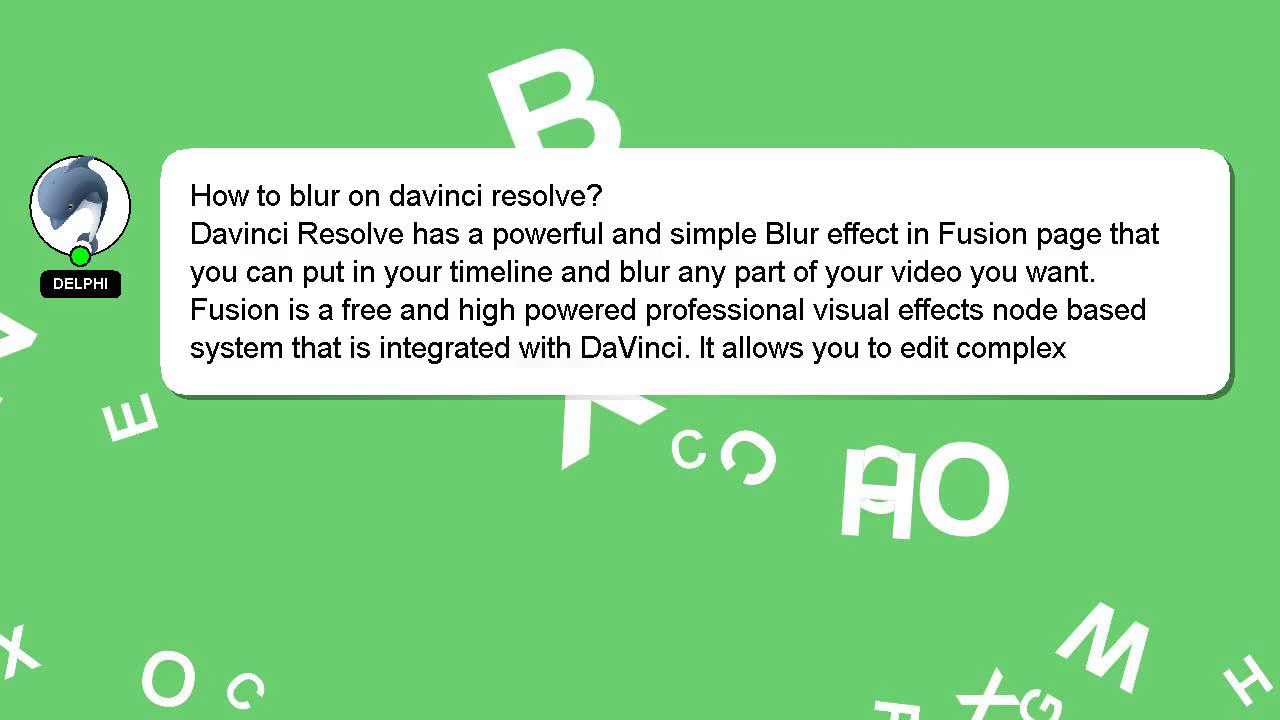 B
How to blur on davinci resolve?
Davinci Resolve has a powerful and simple Blur effect in Fusion page that
you can put in your timeline and blur any part of your video you want.
Fusion is a free and high powered professional visual effects node based
system that is integrated with DaVinci. It allows you to edit complex
DELPHI
E
X
C
C
H
O
O
X
O
C
M
H
X
G